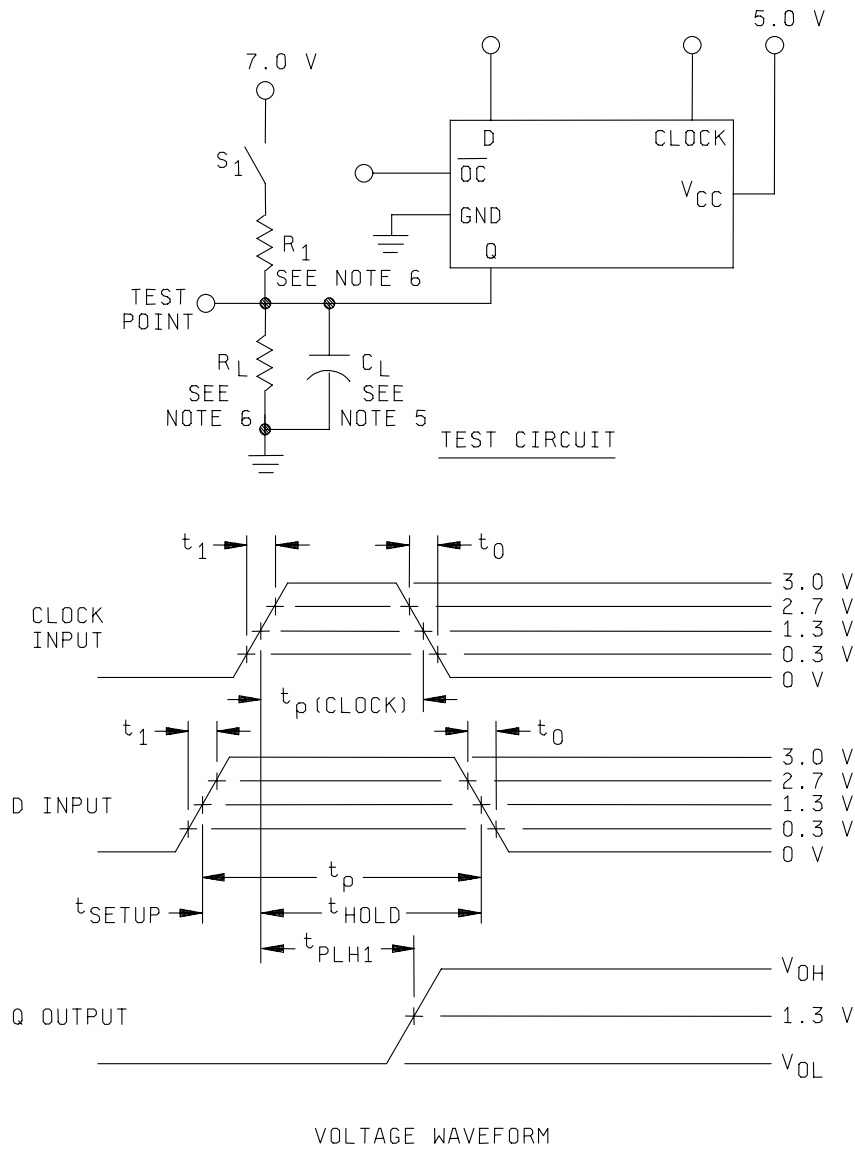 5.0 V
7.0 V
D CLOCK
S1
OC
VCC
GND
R1
Q
SEE NOTE 6
TEST
POINT
RL CL
SEE SEE
NOTE 6 NOTE 5
TEST CIRCUIT
t1 t0
3.0 V
CLOCK
INPUT
2.7 V
1.3 V
0.3 V
0 V
tp(CLOCK)
t1 t0
3.0 V
2.7 V
D INPUT 1.3 V
0.3 V
0 V
tp
tSETUP tHOLD
tPLH1
VOH
Q OUTPUT 1.3 V
VOL
VOLTAGE WAVEFORM